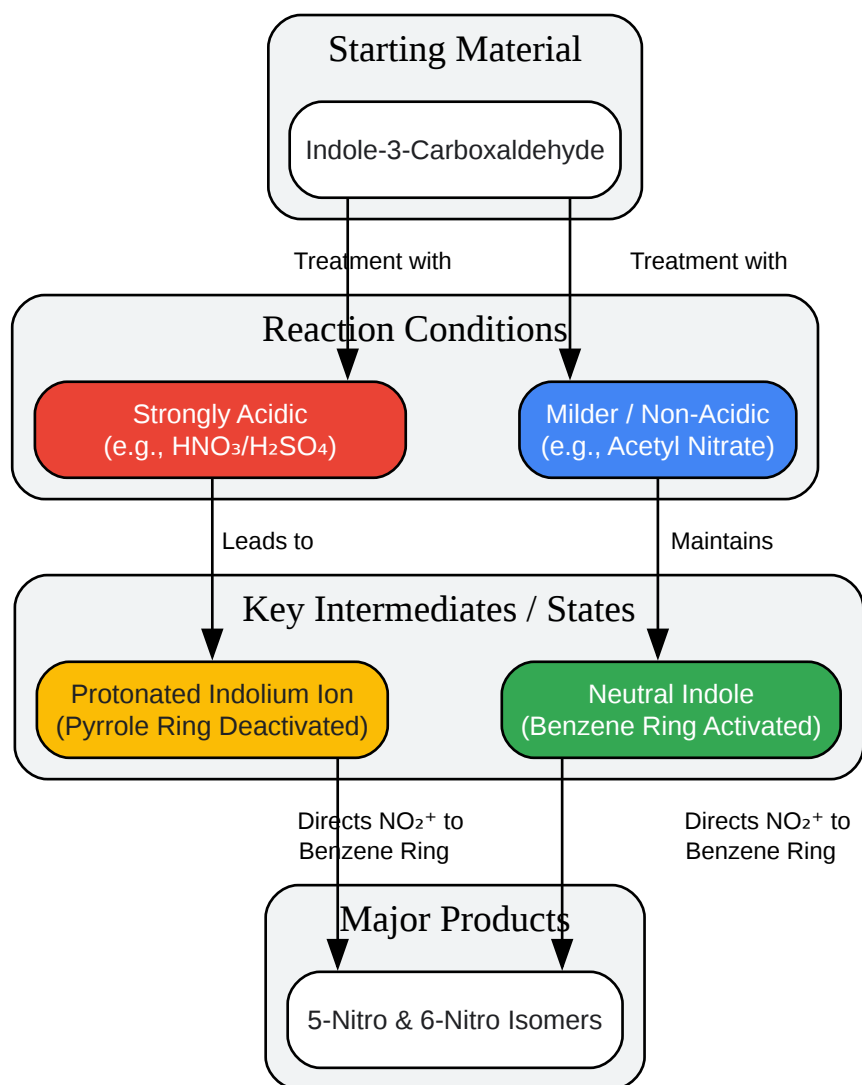 Starting Material
Indole-3-Carboxaldehyde
Treatment with
Treatment with
Reaction Conditions
Strongly Acidic
(e.g., HNO₃/H₂SO₄)
Milder / Non-Acidic
(e.g., Acetyl Nitrate)
Leads to
Maintains
Key Intermediates / States
Protonated Indolium Ion
(Pyrrole Ring Deactivated)
Neutral Indole
(Benzene Ring Activated)
Directs NO₂⁺ to
Benzene Ring
Directs NO₂⁺ to
Benzene Ring
Major Products
5-Nitro & 6-Nitro Isomers